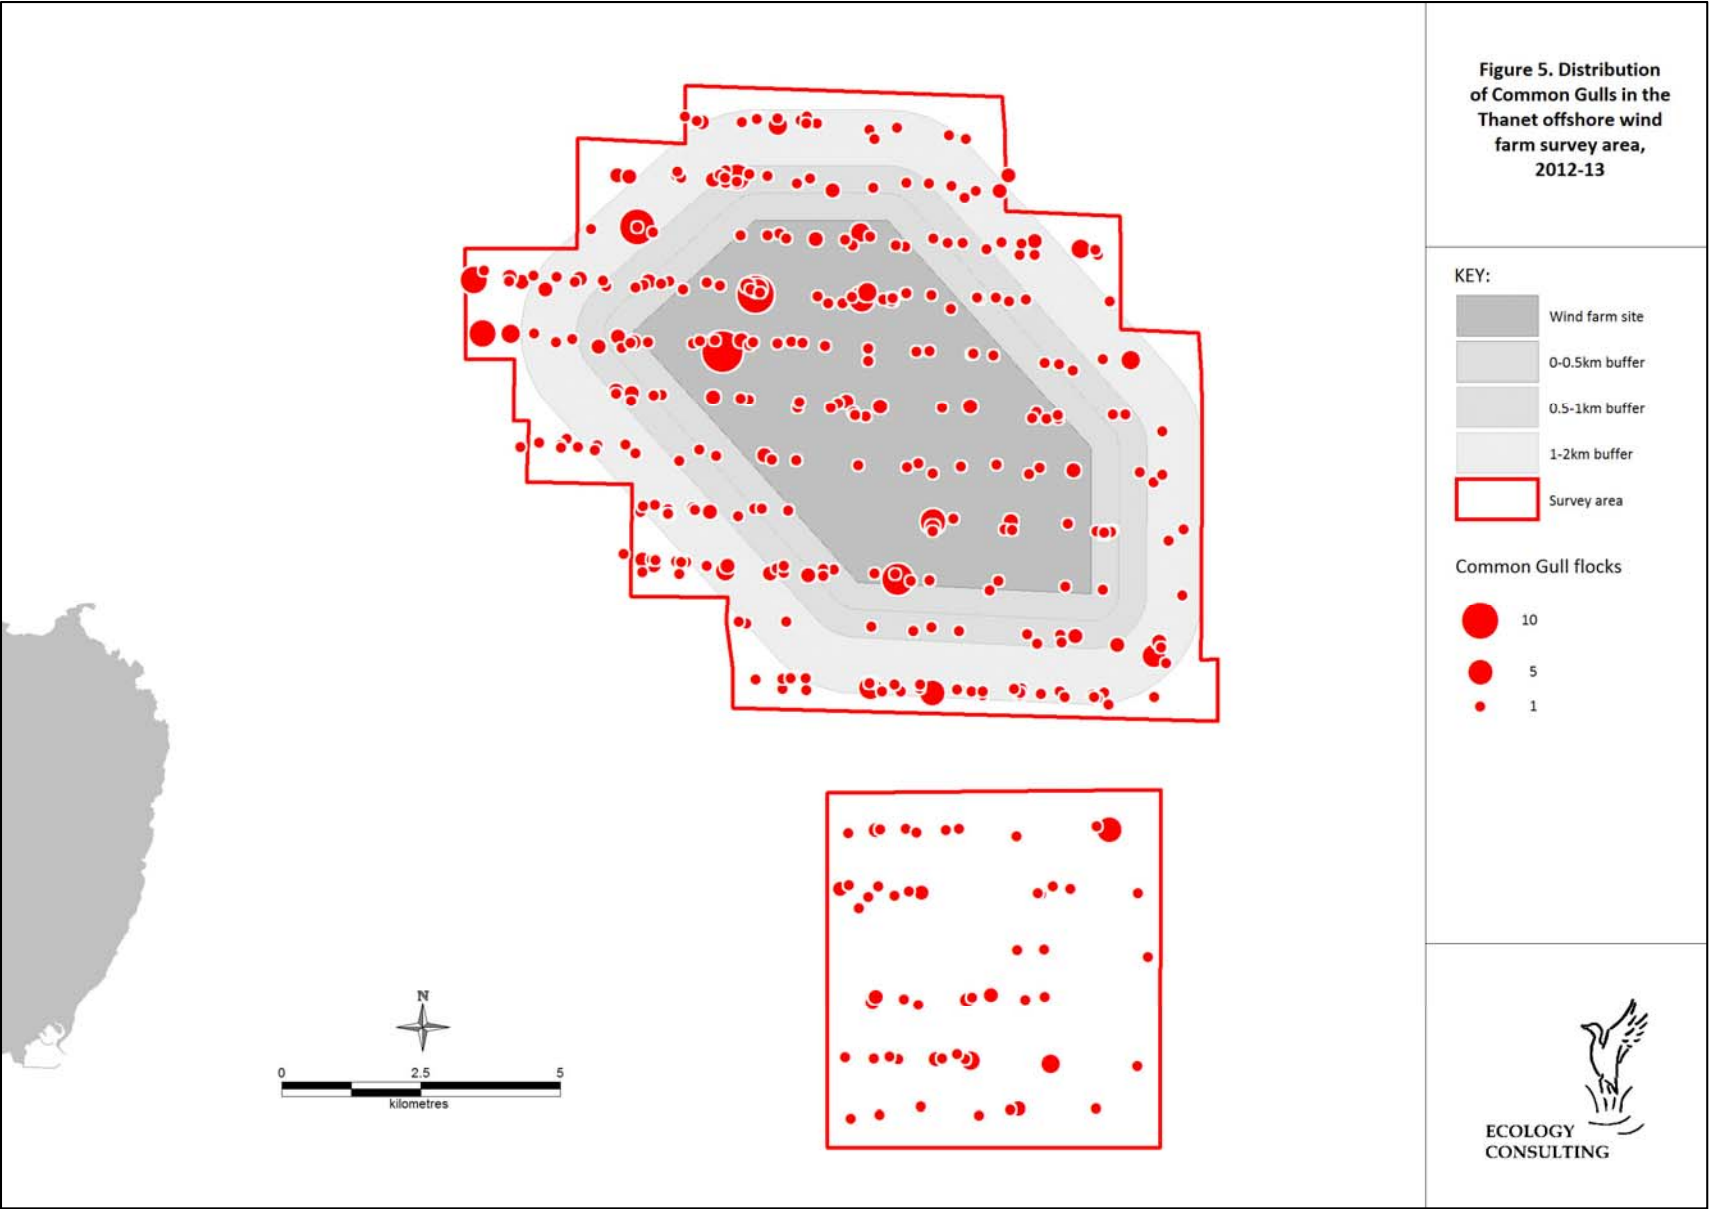 Figure 5. Distribution
of Common Gulls in the
Thanet offshore wind
farm survey area,
2012-13
KEY:
Wind farm site
0-0.5km buffer
0.5-1km buffer
1-2km buffer
Survey area
Common Gull flocks
10
5
1
N
0 2.5 5
kilometres
ECOLOGY
CONSULTING